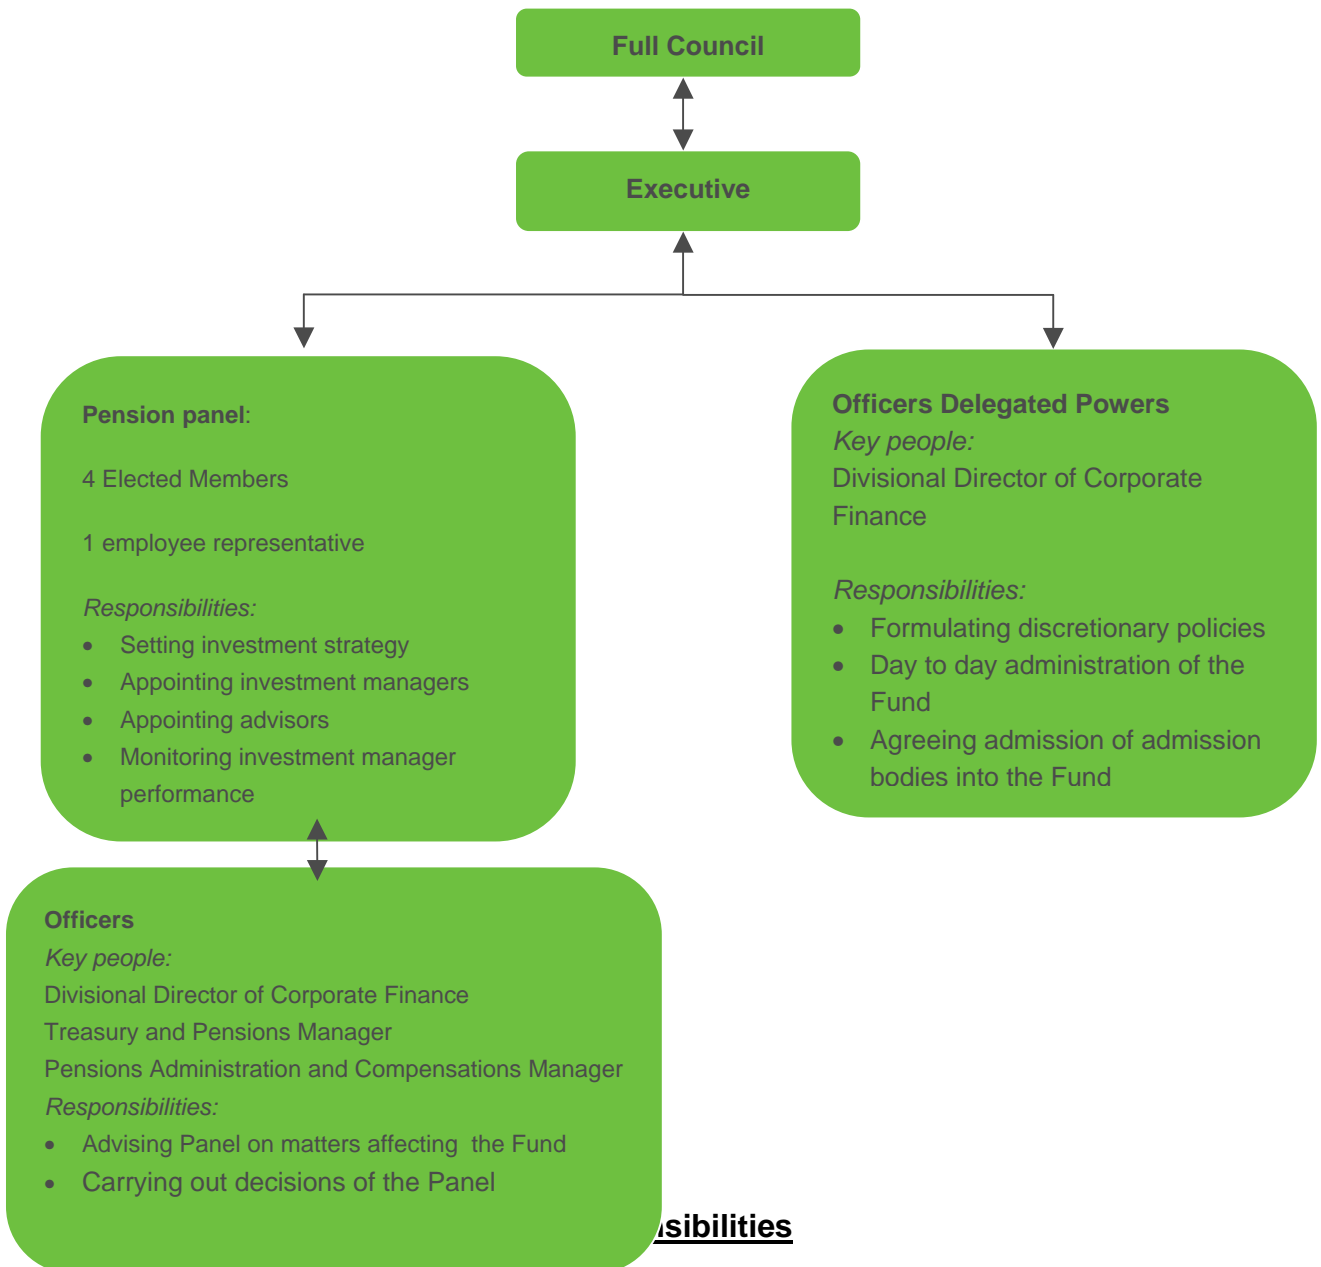 Full Council
Executive
Pension panel:
4 Elected Members
1 employee representative
Responsibilities:
• Setting investment strategy
• Appointing investment managers
• Appointing advisors
• Monitoring investment manager
performance
Officers Delegated Powers
Key people:
Divisional Director of Corporate
Finance
Responsibilities:
• Formulating discretionary policies
• Day to day administration of the
Fund
• Agreeing admission of admission
bodies into the Fund
Officers
Key people:
Divisional Director of Corporate Finance
Treasury and Pensions Manager
Pensions Administration and Compensations Manager
Responsibilities:
• Advising Panel on matters affecting the Fund
• Carrying out decisions of the Panel
sibilities